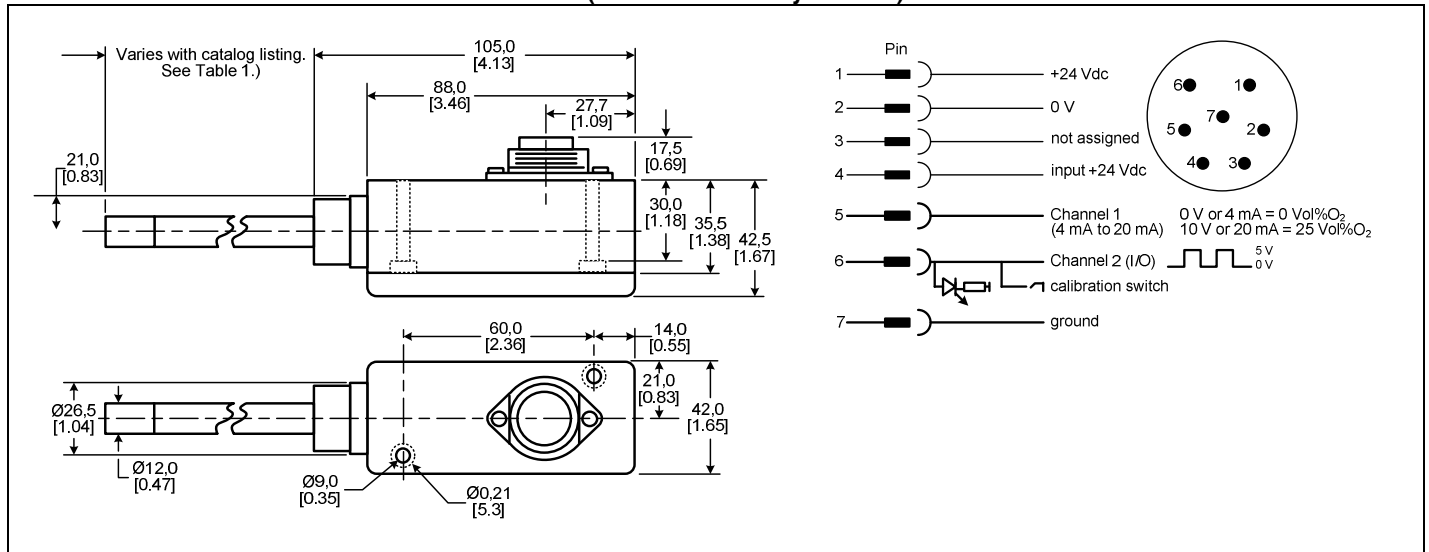 Varies with catalog listing.
See Table 1.)
105,0
[4.13]
88,0
[3.46]
27,7
[1.09]
17,5
[0.69]
21,0
[0.83]
30,0
[1.18]
35,5
[1.38]
42,5
[1.67]
60,0
[2.36]
14,0
[0.55]
21,0
[0.83]
42,0
[1.65]
Ø26,5
[1.04]
Ø12,0
[0.47]
Ø9,0
[0.35]
Ø0,21
[5.3]
Pin
1 +24 Vdc
2 0 V
3 not assigned
4 input +24 Vdc
5 Channel 1 0 V or 4 mA = 0 Vol%O₂
(4 mA to 20 mA) 10 V or 20 mA = 25 Vol%O₂
6 Channel 2 (I/O) 5 V
0 V
calibration switch
7 ground
6 1
7
5 2
4 3